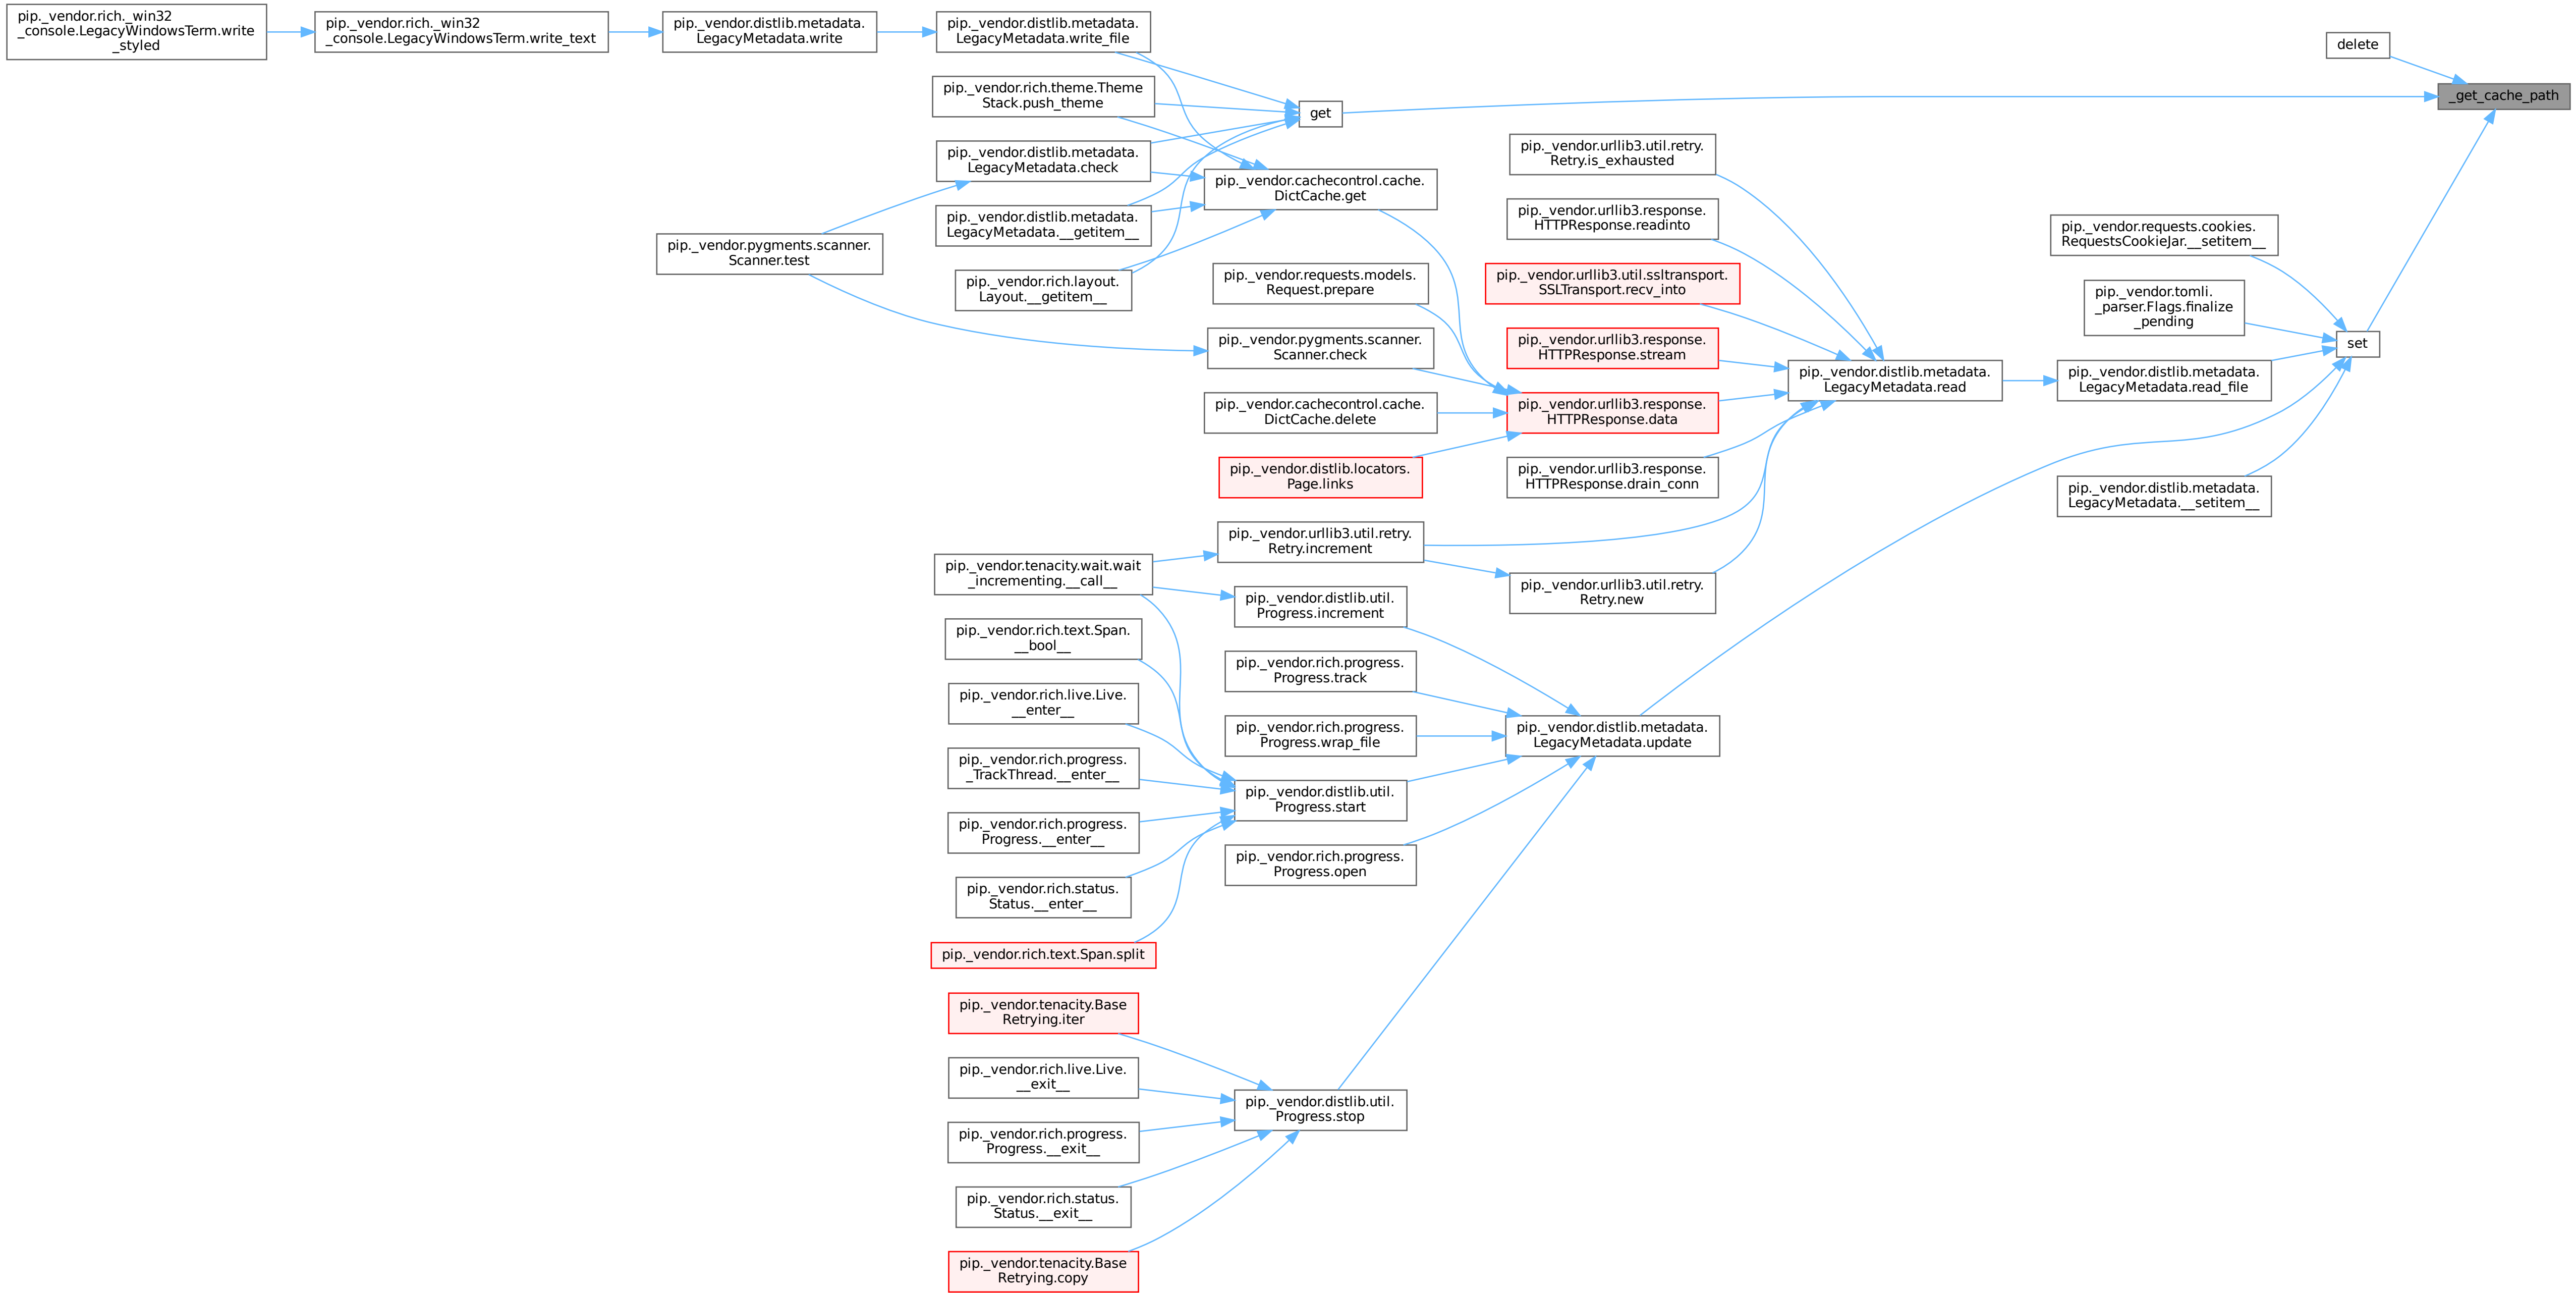 pip._vendor.rich._win32
_console.LegacyWindowsTerm.write
_styled
pip._vendor.rich._win32
_console.LegacyWindowsTerm.write_text
pip._vendor.distlib.metadata.
LegacyMetadata.write
pip._vendor.distlib.metadata.
LegacyMetadata.write_file
delete
_get_cache_path
pip._vendor.rich.theme.Theme
Stack.push_theme
get
pip._vendor.distlib.metadata.
LegacyMetadata.check
pip._vendor.urllib3.util.retry.
Retry.is_exhausted
pip._vendor.cachecontrol.cache.
DictCache.get
pip._vendor.distlib.metadata.
LegacyMetadata.__getitem__
pip._vendor.urllib3.response.
HTTPResponse.readinto
pip._vendor.requests.cookies.
RequestsCookieJar.__setitem__
pip._vendor.pygments.scanner.
Scanner.test
pip._vendor.rich.layout.
Layout.__getitem__
pip._vendor.requests.models.
Request.prepare
pip._vendor.urllib3.util.ssltransport.
SSLTransport.recv_into
pip._vendor.tomli.
_parser.Flags.finalize
_pending
pip._vendor.pygments.scanner.
Scanner.check
pip._vendor.urllib3.response.
HTTPResponse.stream
set
pip._vendor.distlib.metadata.
LegacyMetadata.read
pip._vendor.distlib.metadata.
LegacyMetadata.read_file
pip._vendor.cachecontrol.cache.
DictCache.delete
pip._vendor.urllib3.response.
HTTPResponse.data
pip._vendor.distlib.locators.
Page.links
pip._vendor.urllib3.response.
HTTPResponse.drain_conn
pip._vendor.distlib.metadata.
LegacyMetadata.__setitem__
pip._vendor.urllib3.util.retry.
Retry.increment
pip._vendor.tenacity.wait.wait
_incrementing.__call__
pip._vendor.urllib3.util.retry.
Retry.new
pip._vendor.distlib.util.
Progress.increment
pip._vendor.rich.text.Span.
__bool__
pip._vendor.rich.progress.
Progress.track
pip._vendor.rich.live.Live.
__enter__
pip._vendor.rich.progress.
Progress.wrap_file
pip._vendor.distlib.metadata.
LegacyMetadata.update
pip._vendor.rich.progress.
_TrackThread.__enter__
pip._vendor.distlib.util.
Progress.start
pip._vendor.rich.progress.
Progress.__enter__
pip._vendor.rich.progress.
Progress.open
pip._vendor.rich.status.
Status.__enter__
pip._vendor.rich.text.Span.split
pip._vendor.tenacity.Base
Retrying.iter
pip._vendor.rich.live.Live.
__exit__
pip._vendor.distlib.util.
Progress.stop
pip._vendor.rich.progress.
Progress.__exit__
pip._vendor.rich.status.
Status.__exit__
pip._vendor.tenacity.Base
Retrying.copy